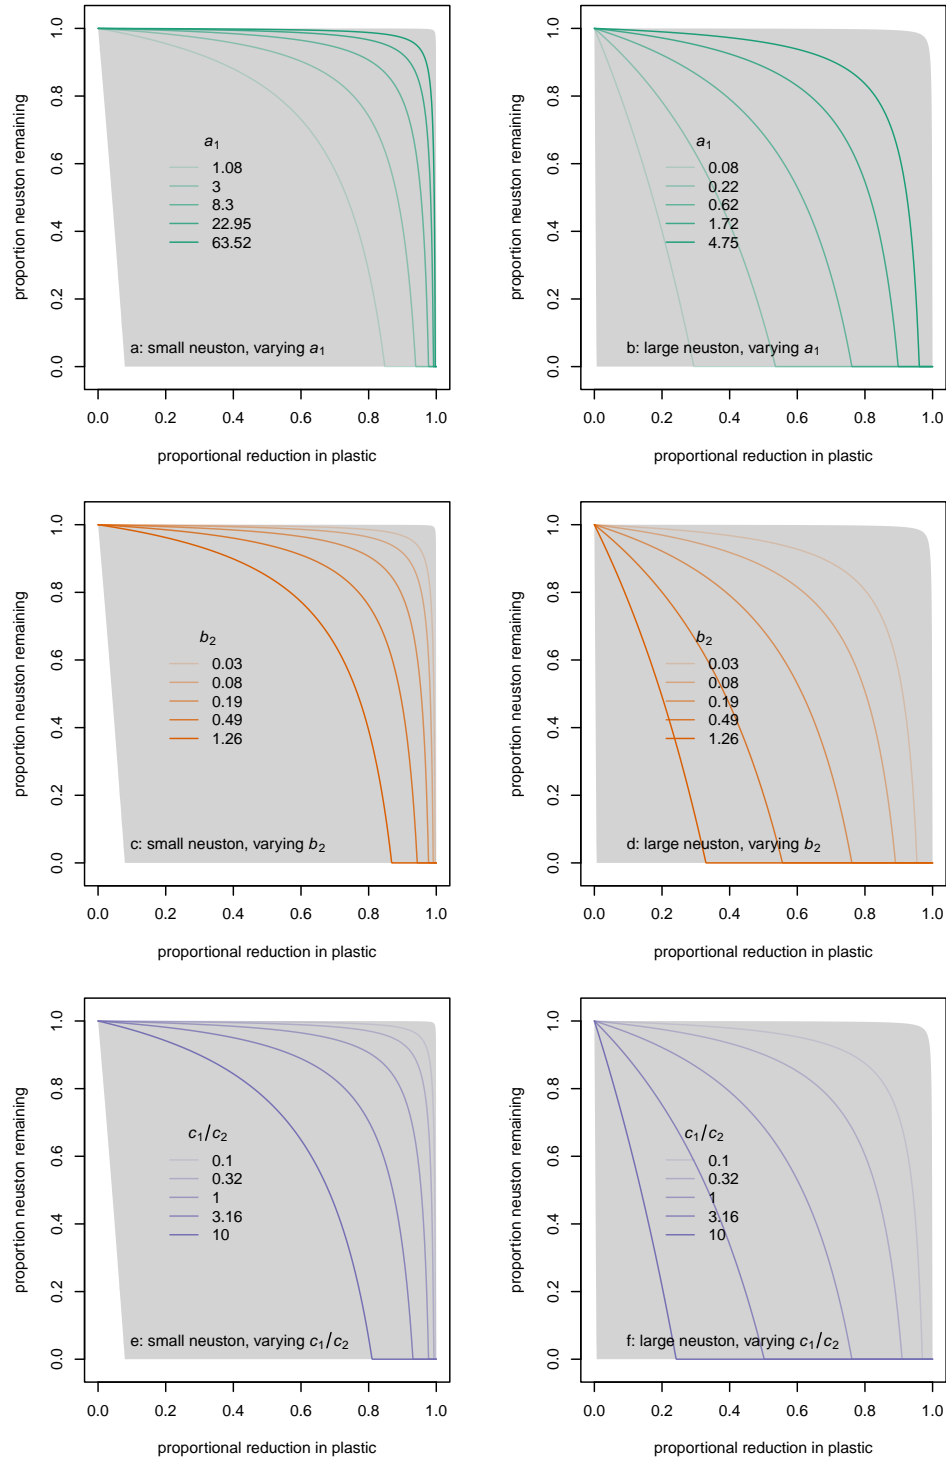 proportion neuston remaining
1.0
0.8
0.6
0.4
0.2
0.0
a₁
1.08
3
8.3
22.95
63.52
a: small neuston, varying a₁
0.0 0.2 0.4 0.6 0.8 1.0
proportional reduction in plastic
proportion neuston remaining
1.0
0.8
0.6
0.4
0.2
0.0
a₁
0.08
0.22
0.62
1.72
4.75
b: large neuston, varying a₁
0.0 0.2 0.4 0.6 0.8 1.0
proportional reduction in plastic
proportion neuston remaining
1.0
0.8
0.6
0.4
0.2
0.0
b₂
0.03
0.08
0.19
0.49
1.26
c: small neuston, varying b₂
0.0 0.2 0.4 0.6 0.8 1.0
proportional reduction in plastic
proportion neuston remaining
1.0
0.8
0.6
0.4
0.2
0.0
b₂
0.03
0.08
0.19
0.49
1.26
d: large neuston, varying b₂
0.0 0.2 0.4 0.6 0.8 1.0
proportional reduction in plastic
proportion neuston remaining
1.0
0.8
0.6
0.4
0.2
0.0
c₁/c₂
0.1
0.32
1
3.16
10
e: small neuston, varying c₁/c₂
0.0 0.2 0.4 0.6 0.8 1.0
proportional reduction in plastic
proportion neuston remaining
1.0
0.8
0.6
0.4
0.2
0.0
c₁/c₂
0.1
0.32
1
3.16
10
f: large neuston, varying c₁/c₂
0.0 0.2 0.4 0.6 0.8 1.0
proportional reduction in plastic